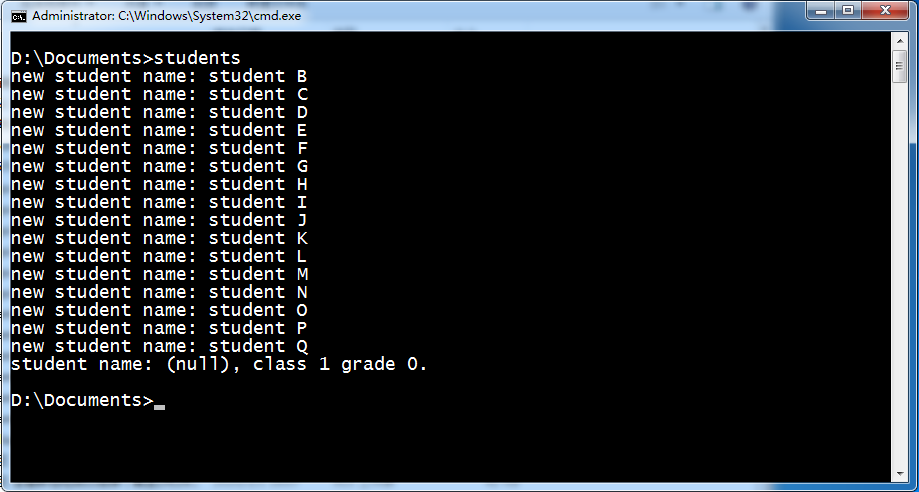 Administrator: C:\Windows\System32\cmd.exe
D:\Documents>students
new student name: student B
new student name: student C
new student name: student D
new student name: student E
new student name: student F
new student name: student G
new student name: student H
new student name: student I
new student name: student J
new student name: student K
new student name: student L
new student name: student M
new student name: student N
new student name: student O
new student name: student P
new student name: student Q
student name: (null), class 1 grade 0.
D:\Documents>_